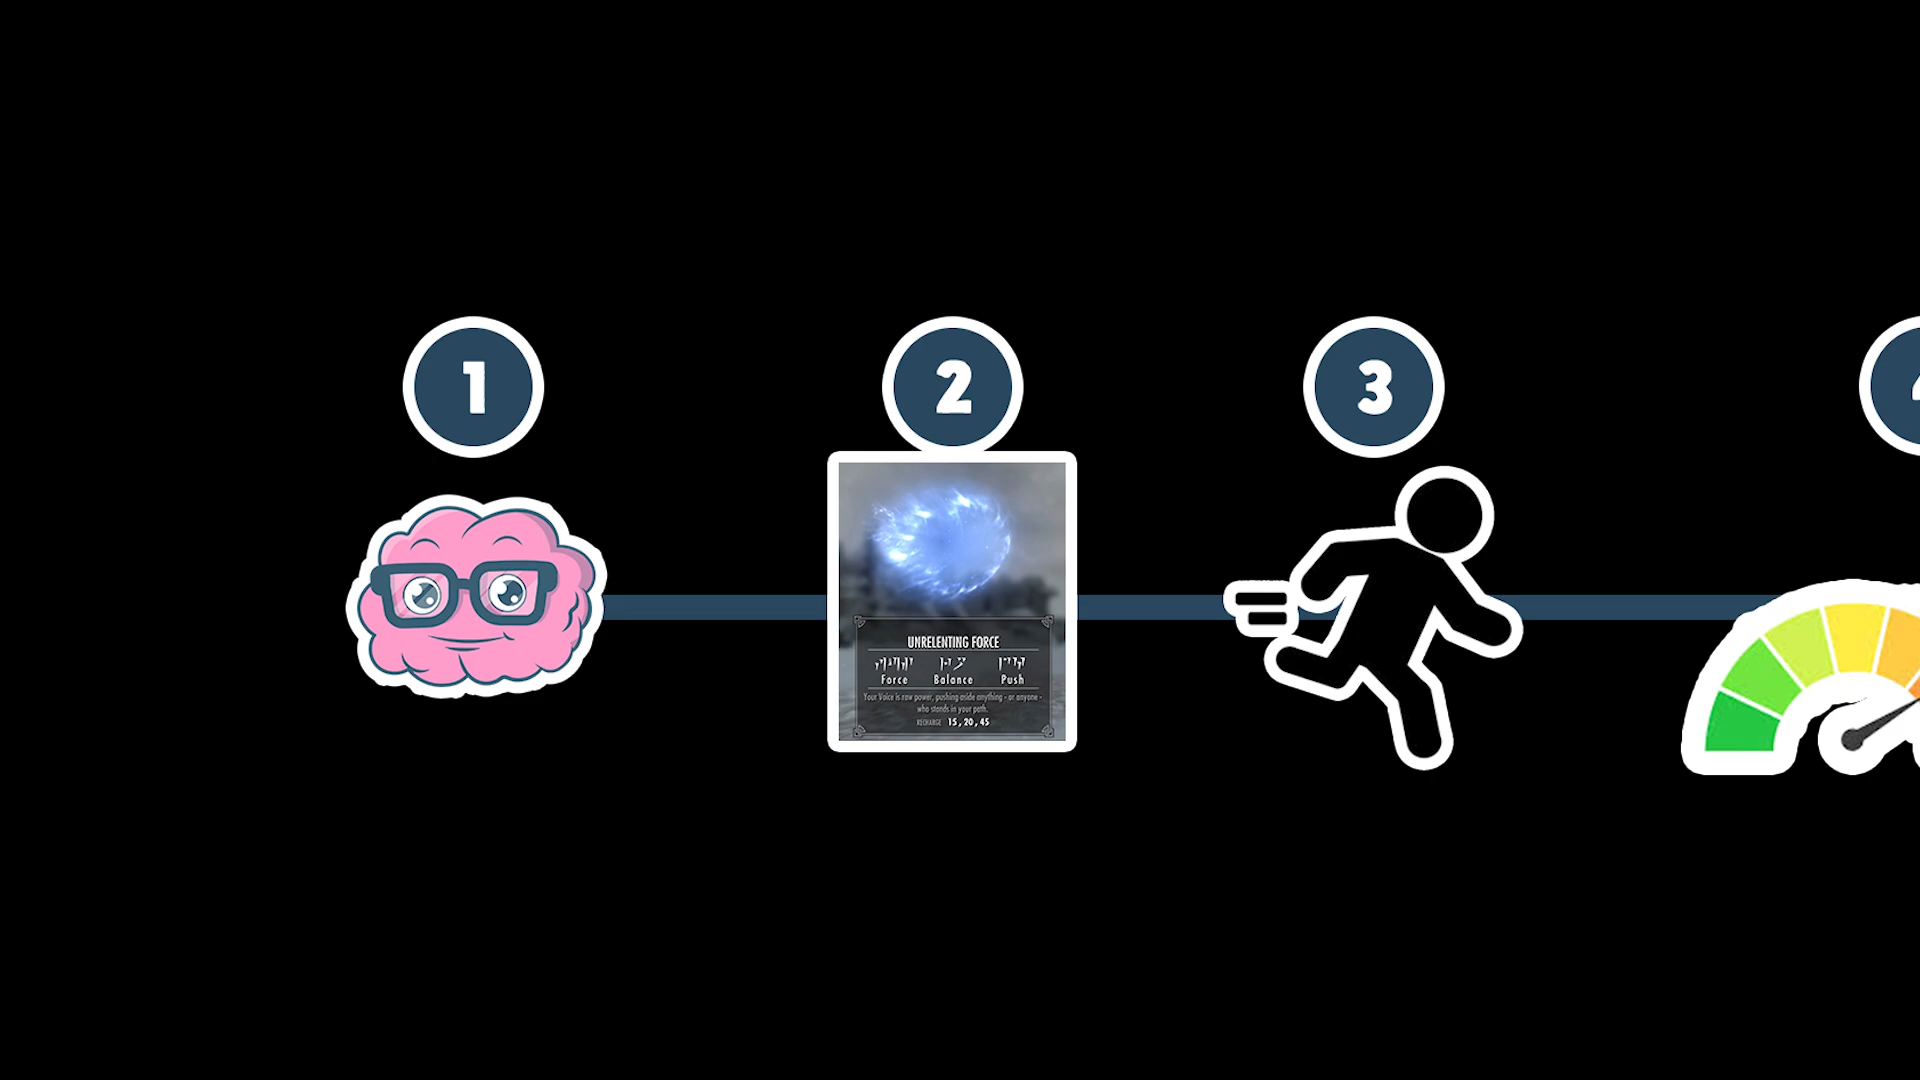 1
2
3
4
UNRELENTING FORCE
Force Balance Push
Your Voice is raw power, pushing aside anything - or anyone -
who stands in your path.
RECHARGE 15, 20, 45